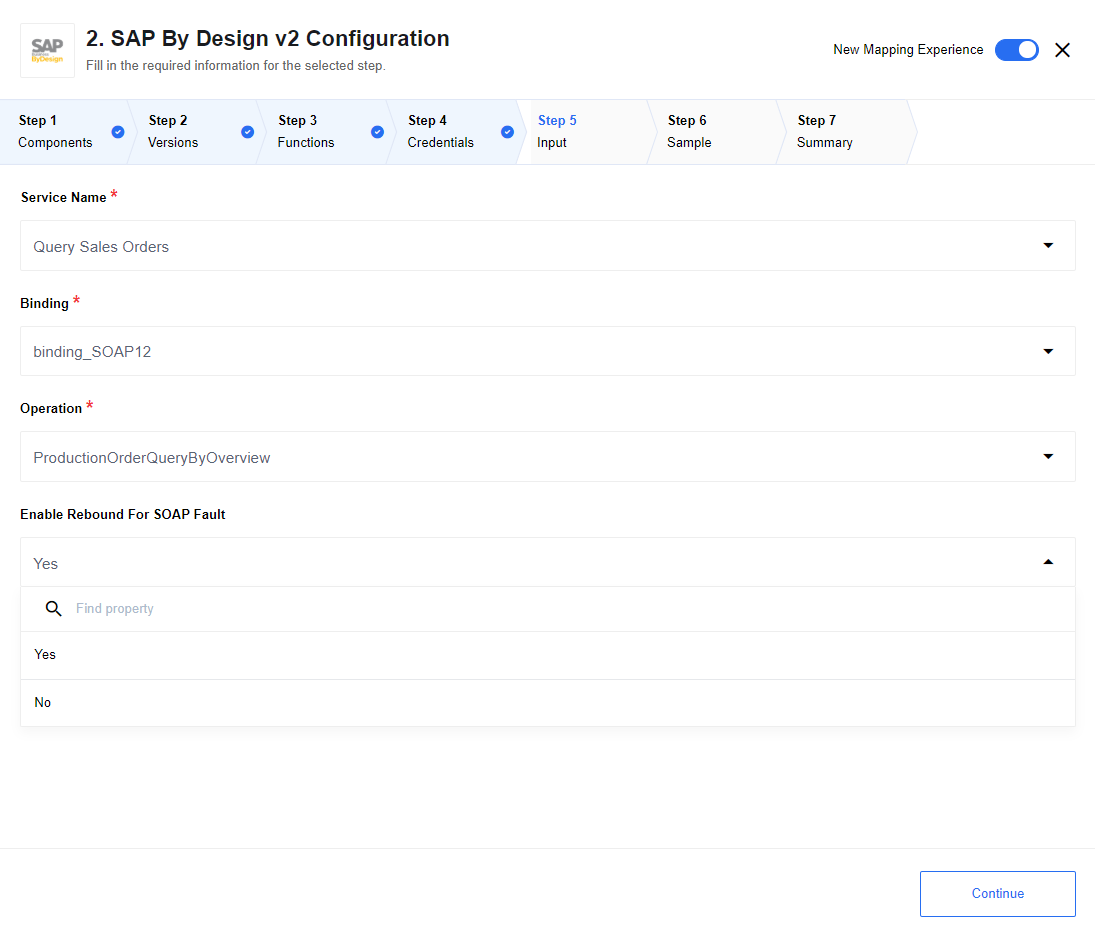 SAP
ByDesign
2. SAP By Design v2 Configuration
Fill in the required information for the selected step.
New Mapping Experience
Step 1
Components
Step 2
Versions
Step 3
Functions
Step 4
Credentials
Step 5
Input
Step 6
Sample
Step 7
Summary
Service Name *
Query Sales Orders
Binding *
binding_SOAP12
Operation *
ProductionOrderQueryByOverview
Enable Rebound For SOAP Fault
Yes
Find property
Yes
No
Continue